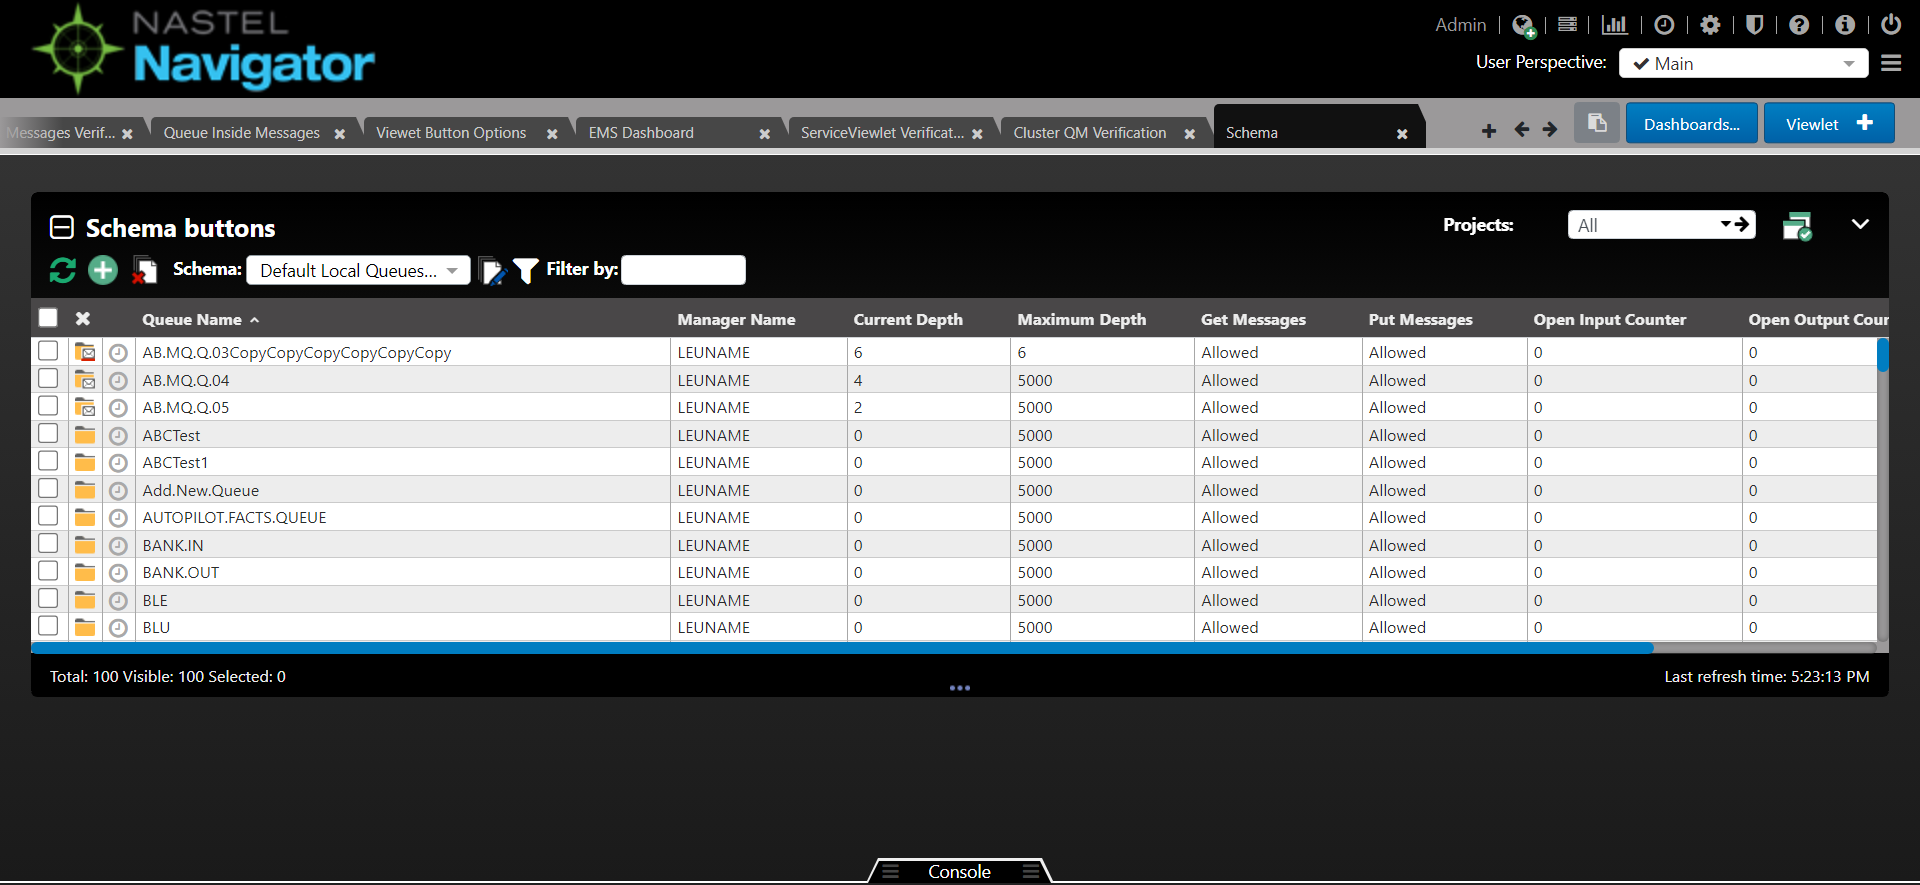 NASTEL
Navigator
Admin
User Perspective: Main
Messages Verif... Queue Inside Messages Viewet Button Options EMS Dashboard ServiceViewlet Verificat... Cluster QM Verification Schema Dashboards... Viewlet
Schema buttons Projects: All
Schema: Default Local Queues... Filter by:
Queue Name Manager Name Current Depth Maximum Depth Get Messages Put Messages Open Input Counter Open Output Cour
AB.MQ.Q.03CopyCopyCopyCopyCopyCopy LEUNAME 6 6 Allowed Allowed 0 0
AB.MQ.Q.04 LEUNAME 4 5000 Allowed Allowed 0 0
AB.MQ.Q.05 LEUNAME 2 5000 Allowed Allowed 0 0
ABCTest LEUNAME 0 5000 Allowed Allowed 0 0
ABCTest1 LEUNAME 0 5000 Allowed Allowed 0 0
Add.New.Queue LEUNAME 0 5000 Allowed Allowed 0 0
AUTOPILOT.FACTS.QUEUE LEUNAME 0 5000 Allowed Allowed 0 0
BANK.IN LEUNAME 0 5000 Allowed Allowed 0 0
BANK.OUT LEUNAME 0 5000 Allowed Allowed 0 0
BLE LEUNAME 0 5000 Allowed Allowed 0 0
BLU LEUNAME 0 5000 Allowed Allowed 0 0
Total: 100 Visible: 100 Selected: 0 Last refresh time: 5:23:13 PM
Console